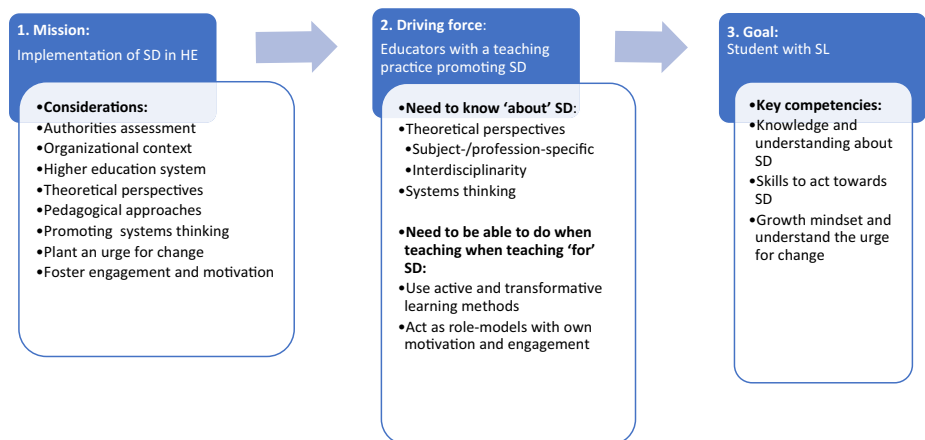 1. Mission:
Implementation of SD in HE
•Considerations:
•Authorities assessment
•Organizational context
•Higher education system
•Theoretical perspectives
•Pedagogical approaches
•Promoting systems thinking
•Plant an urge for change
•Foster engagement and motivation
2. Driving force:
Educators with a teaching
practice promoting SD
•Need to know ‘about’ SD:
•Theoretical perspectives
•Subject-/profession-specific
•Interdisciplinarity
•Systems thinking
•Need to be able to do when
teaching when teaching ‘for’
SD:
•Use active and transformative
learning methods
•Act as role-models with own
motivation and engagement
3. Goal:
Student with SL
•Key competencies:
•Knowledge and
understanding about
SD
•Skills to act towards
SD
•Growth mindset and
understand the urge
for change